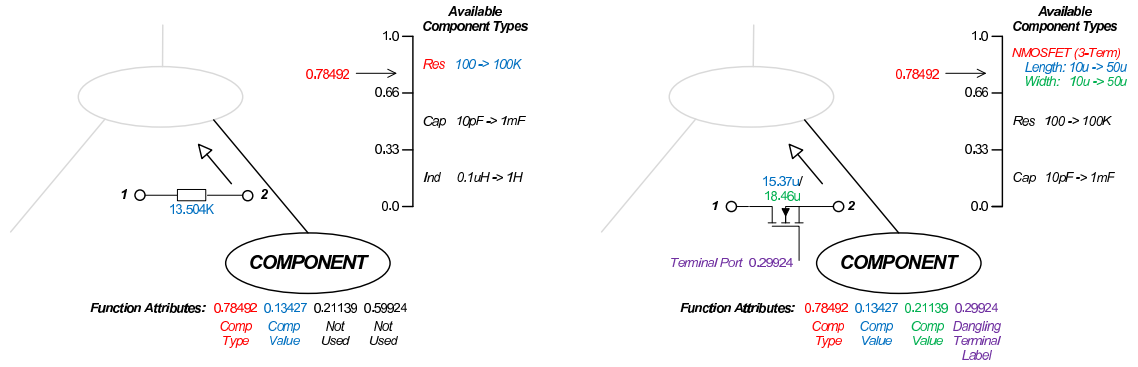 Available
Component Types
1.0
0.78492
Res 100 -> 100K
0.66
Cap 10pF -> 1mF
0.33
Ind 0.1uH -> 1H
0.0
1
2
13.504K
COMPONENT
Function Attributes: 0.78492 0.13427 0.21139 0.59924
Comp Comp Not Not
Type Value Used Used
Available
Component Types
1.0
NMOSFET (3-Term)
Length: 10u -> 50u
Width: 10u -> 50u
0.78492
0.66
Res 100 -> 100K
0.33
Cap 10pF -> 1mF
0.0
15.37u/
18.46u
1
2
Terminal Port 0.29924
COMPONENT
Function Attributes: 0.78492 0.13427 0.21139 0.29924
Comp Comp Comp Dangling
Type Value Value Terminal
Label